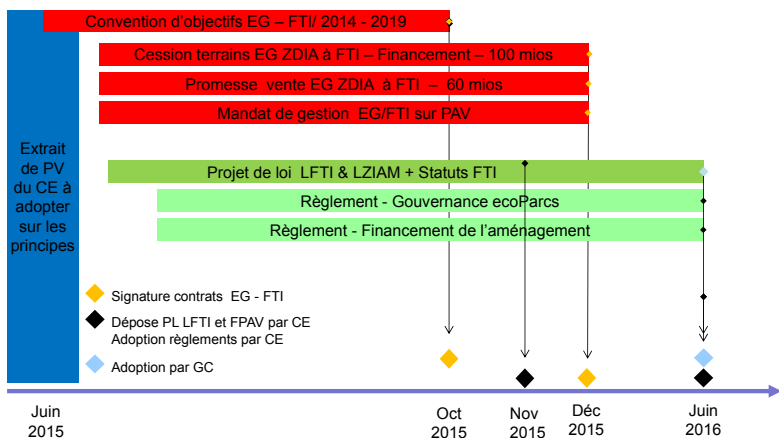 Convention d'objectifs EG – FTI/ 2014 - 2019
Cession terrains EG ZDIA à FTI – Financement – 100 mios
Promesse vente EG ZDIA à FTI – 60 mios
Mandat de gestion EG/FTI sur PAV
Extrait
de PV
du CE à
adopter
sur les
principes
Projet de loi LFTI & LZIAM + Statuts FTI
Règlement - Gouvernance ecoParcs
Règlement - Financement de l'aménagement
Signature contrats EG - FTI
Dépose PL LFTI et FPAV par CE
Adoption règlements par CE
Adoption par GC
Juin
2015
Oct
2015
Nov
2015
Déc
2015
Juin
2016